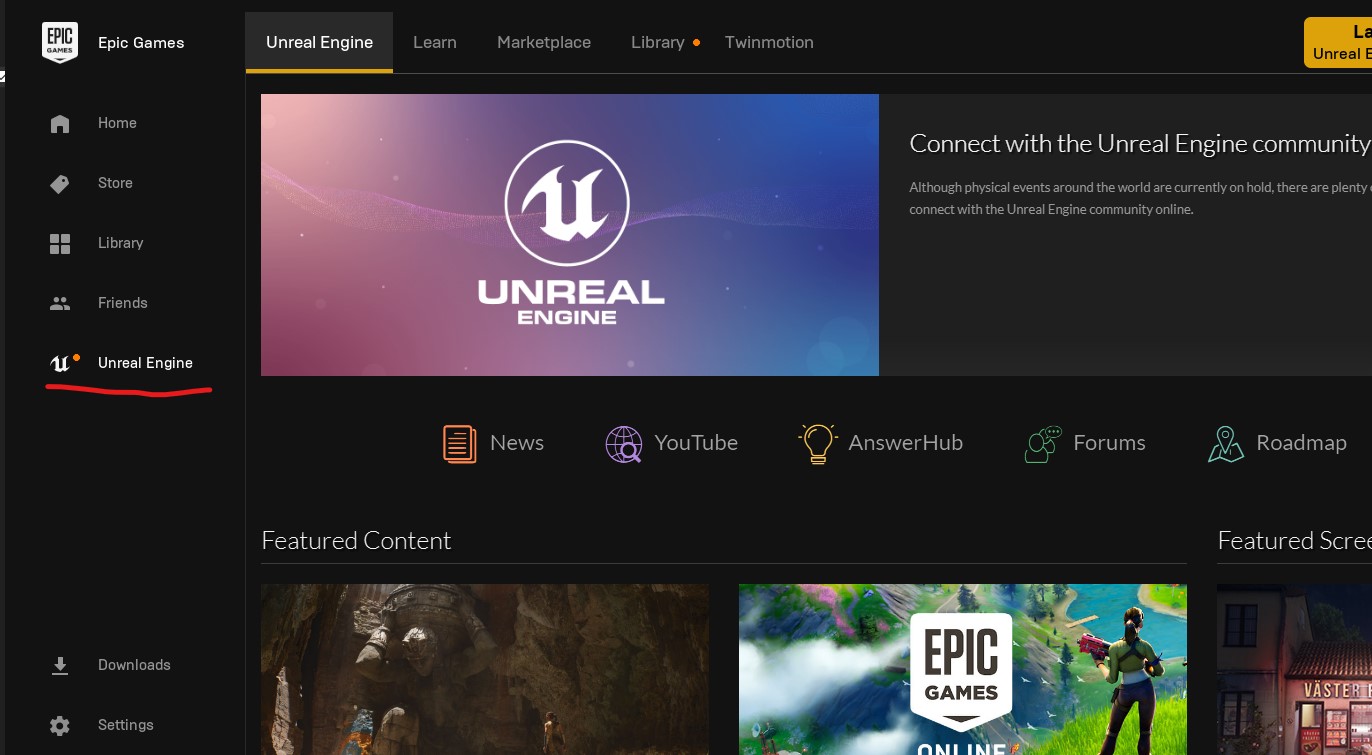 EPIC GAMES
Epic Games
Unreal Engine
Learn
Marketplace
Library
Twinmotion
La
Unreal E
Home
Store
Library
Friends
Unreal Engine
Downloads
Settings
UNREAL
ENGINE
Connect with the Unreal Engine community
Although physical events around the world are currently on hold, there are plenty
connect with the Unreal Engine community online.
News
YouTube
AnswerHub
Forums
Roadmap
Featured Content
Featured Scree
EPIC
GAMES
ONLINE
VÄSTER